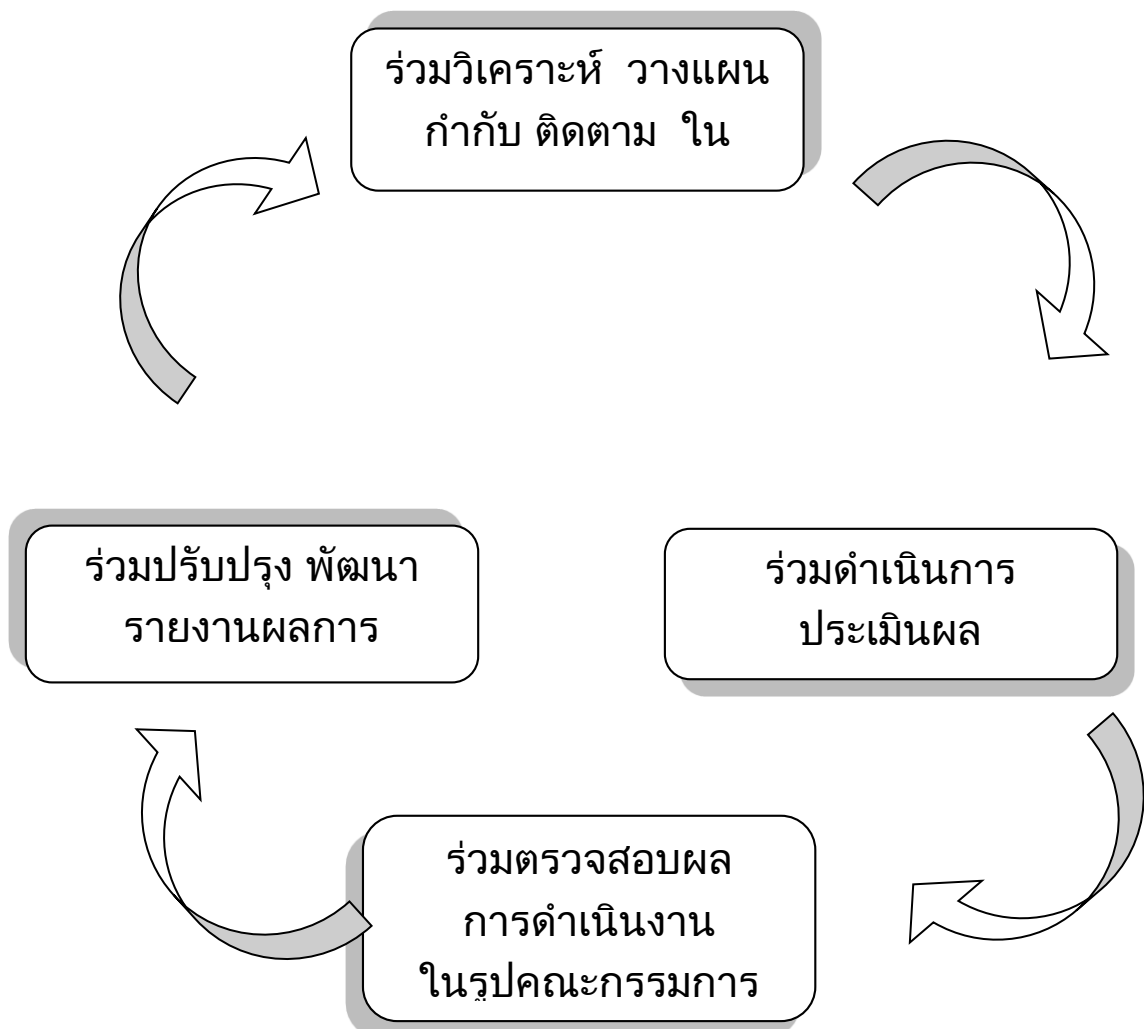 ร่วมวิเคราะห์  วางแผน
กำกับ ติดตาม  ใน
ร่วมปรับปรุง พัฒนา
รายงานผลการ
ร่วมดำเนินการ
ประเมินผล
ร่วมตรวจสอบผล
การดำเนินงาน
ในรูปคณะกรรมการ